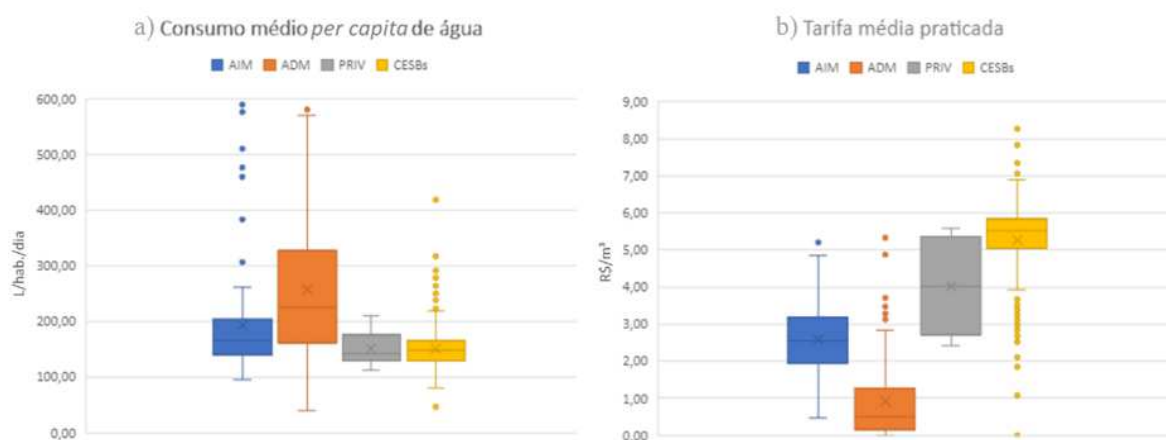 a) Consumo médio per capita de água
AIM ADM PRIV CESBs
600,00
500,00
400,00
300,00
200,00
100,00
0,00
L/hab./dia
b) Tarifa média praticada
AIM ADM PRIV CESBs
9,00
8,00
7,00
6,00
5,00
4,00
3,00
2,00
1,00
0,00
R$/m³